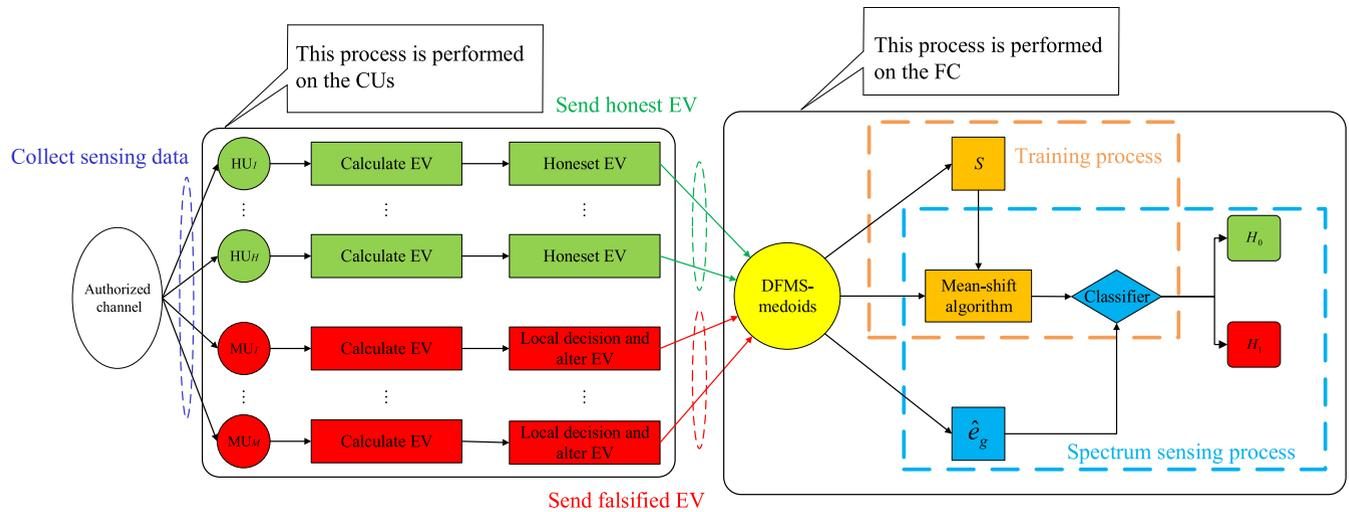 This process is performed
on the CUs
This process is performed
on the FC
Send honest EV
Collect sensing data
HU1
Calculate EV
Honeset EV
Training process
S
⋮
⋮
⋮
HUH
Calculate EV
Honeset EV
H0
Authorized
channel
DFMS-
medoids
Mean-shift
algorithm
Classifier
MU1
Calculate EV
Local decision and
alter EV
H1
⋮
⋮
⋮
MUM
Calculate EV
Local decision and
alter EV
êg
Spectrum sensing process
Send falsified EV